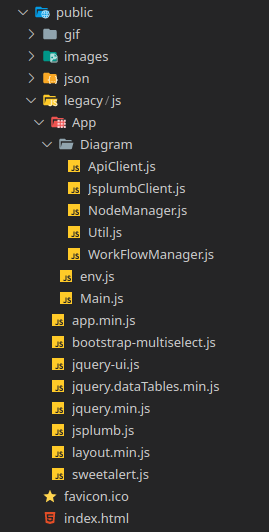 public
gif
images
json
legacy/js
App
Diagram
ApiClient.js
JsplumbClient.js
NodeManager.js
Util.js
WorkFlowManager.js
env.js
Main.js
app.min.js
bootstrap-multiselect.js
jquery-ui.js
jquery.dataTables.min.js
jquery.min.js
jsplumb.js
layout.min.js
sweetalert.js
favicon.ico
index.html